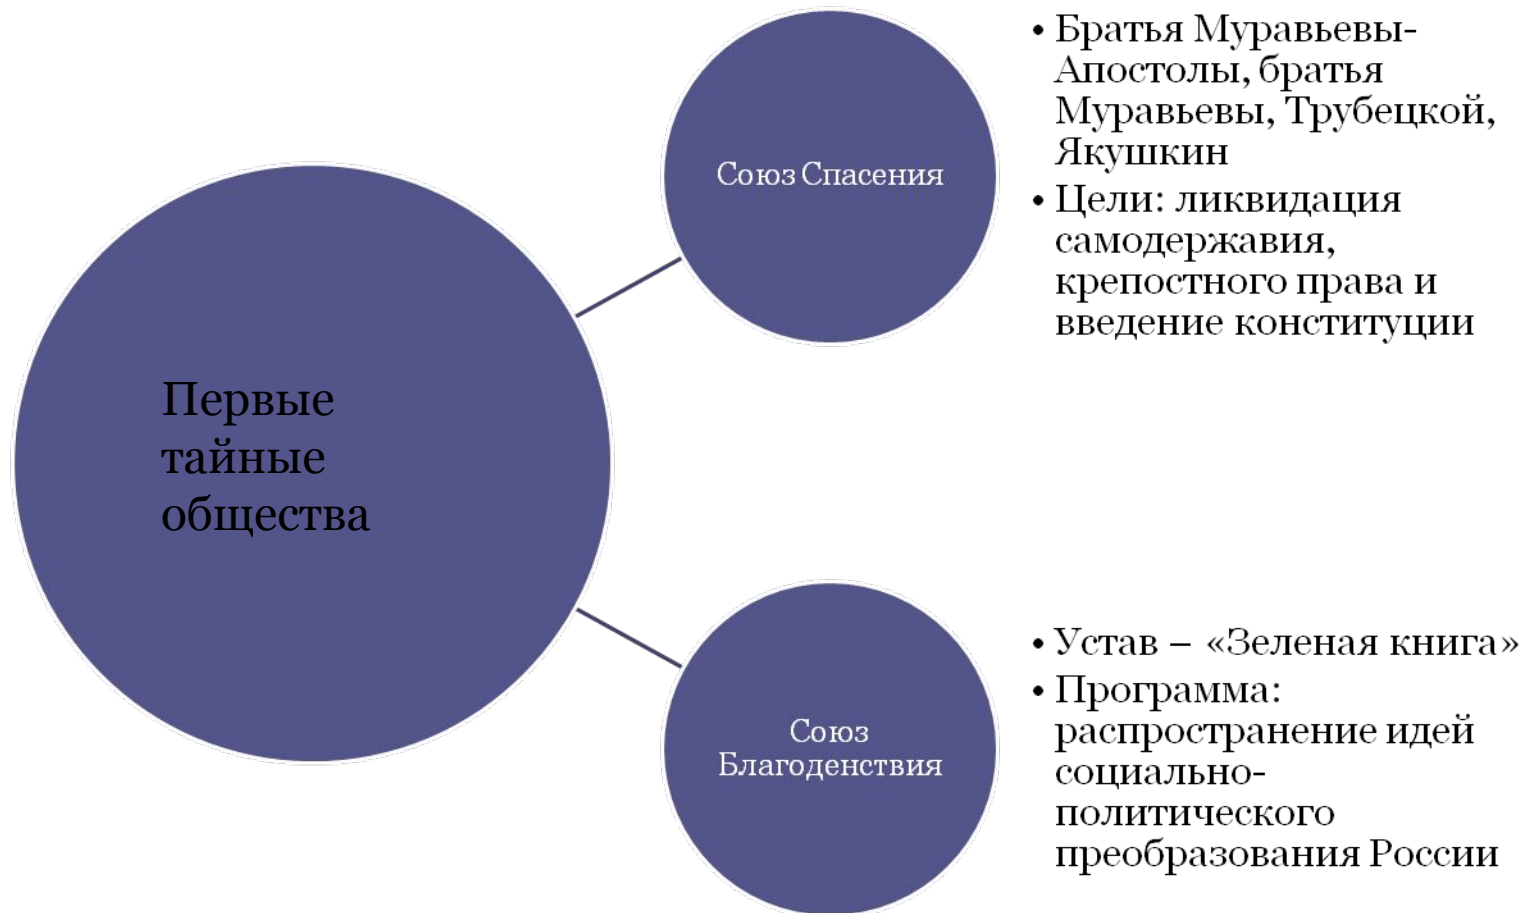 Первые
тайные
общества
Союз Спасения
• Братья Муравьевы-
Апостолы, братья
Муравьевы, Трубецкой,
Якушкин
• Цели: ликвидация
самодержавия,
крепостного права и
введение конституции
Союз
Благоденствия
• Устав – «Зеленая книга»
• Программа:
распространение идей
социально-
политического
преобразования России